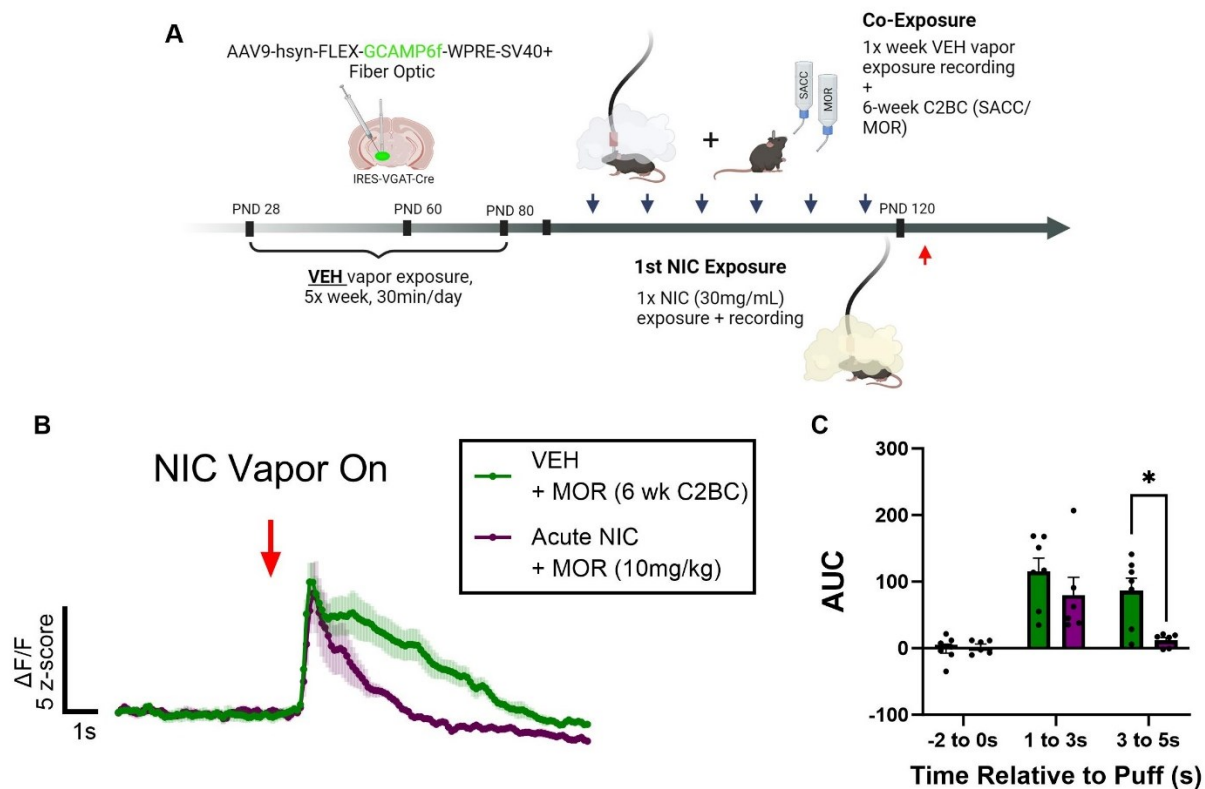 A
AAV9-hsyn-FLEX-GCAMP6f-WPRE-SV40+
Fiber Optic
IRES-VGAT-Cre
SACC
MOR
Co-Exposure
1x week VEH vapor
exposure recording
+
6-week C2BC (SACC/
MOR)
+
PND 28
PND 60
PND 80
PND 120
VEH vapor exposure,
5x week, 30min/day
1st NIC Exposure
1x NIC (30mg/mL)
exposure + recording
B
NIC Vapor On
VEH
+ MOR (6 wk C2BC)
Acute NIC
+ MOR (10mg/kg)
ΔF/F
5 z-score
1s
C
300
200
100
0
-100
AUC
*
-2 to 0s
1 to 3s
3 to 5s
Time Relative to Puff (s)